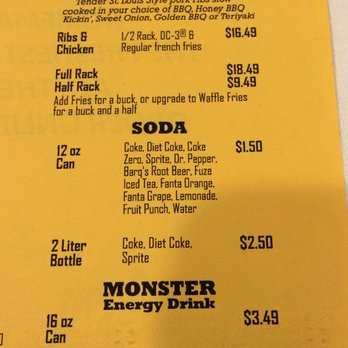 Tender St. Louis Style pork ribs slow
cooked in your choice of BBQ, Honey BBQ
Kickin', Sweet Onion, Golden BBQ or Teriyaki
Ribs & 1/2 Rack, DC-3® & $16.49
Chicken Regular french fries
Full Rack $18.49
Half Rack $9.49
Add Fries for a buck, or upgrade to Waffle Fries
for a buck and a half
SODA
12 oz Coke, Diet Coke, Coke $1.50
Can Zero, Sprite, Dr. Pepper,
Barq's Root Beer, Fuze
Iced Tea, Fanta Orange,
Fanta Grape, Lemonade,
Fruit Punch, Water
2 Liter Coke, Diet Coke, $2.50
Bottle Sprite
MONSTER
Energy Drink
16 oz $3.49
Can